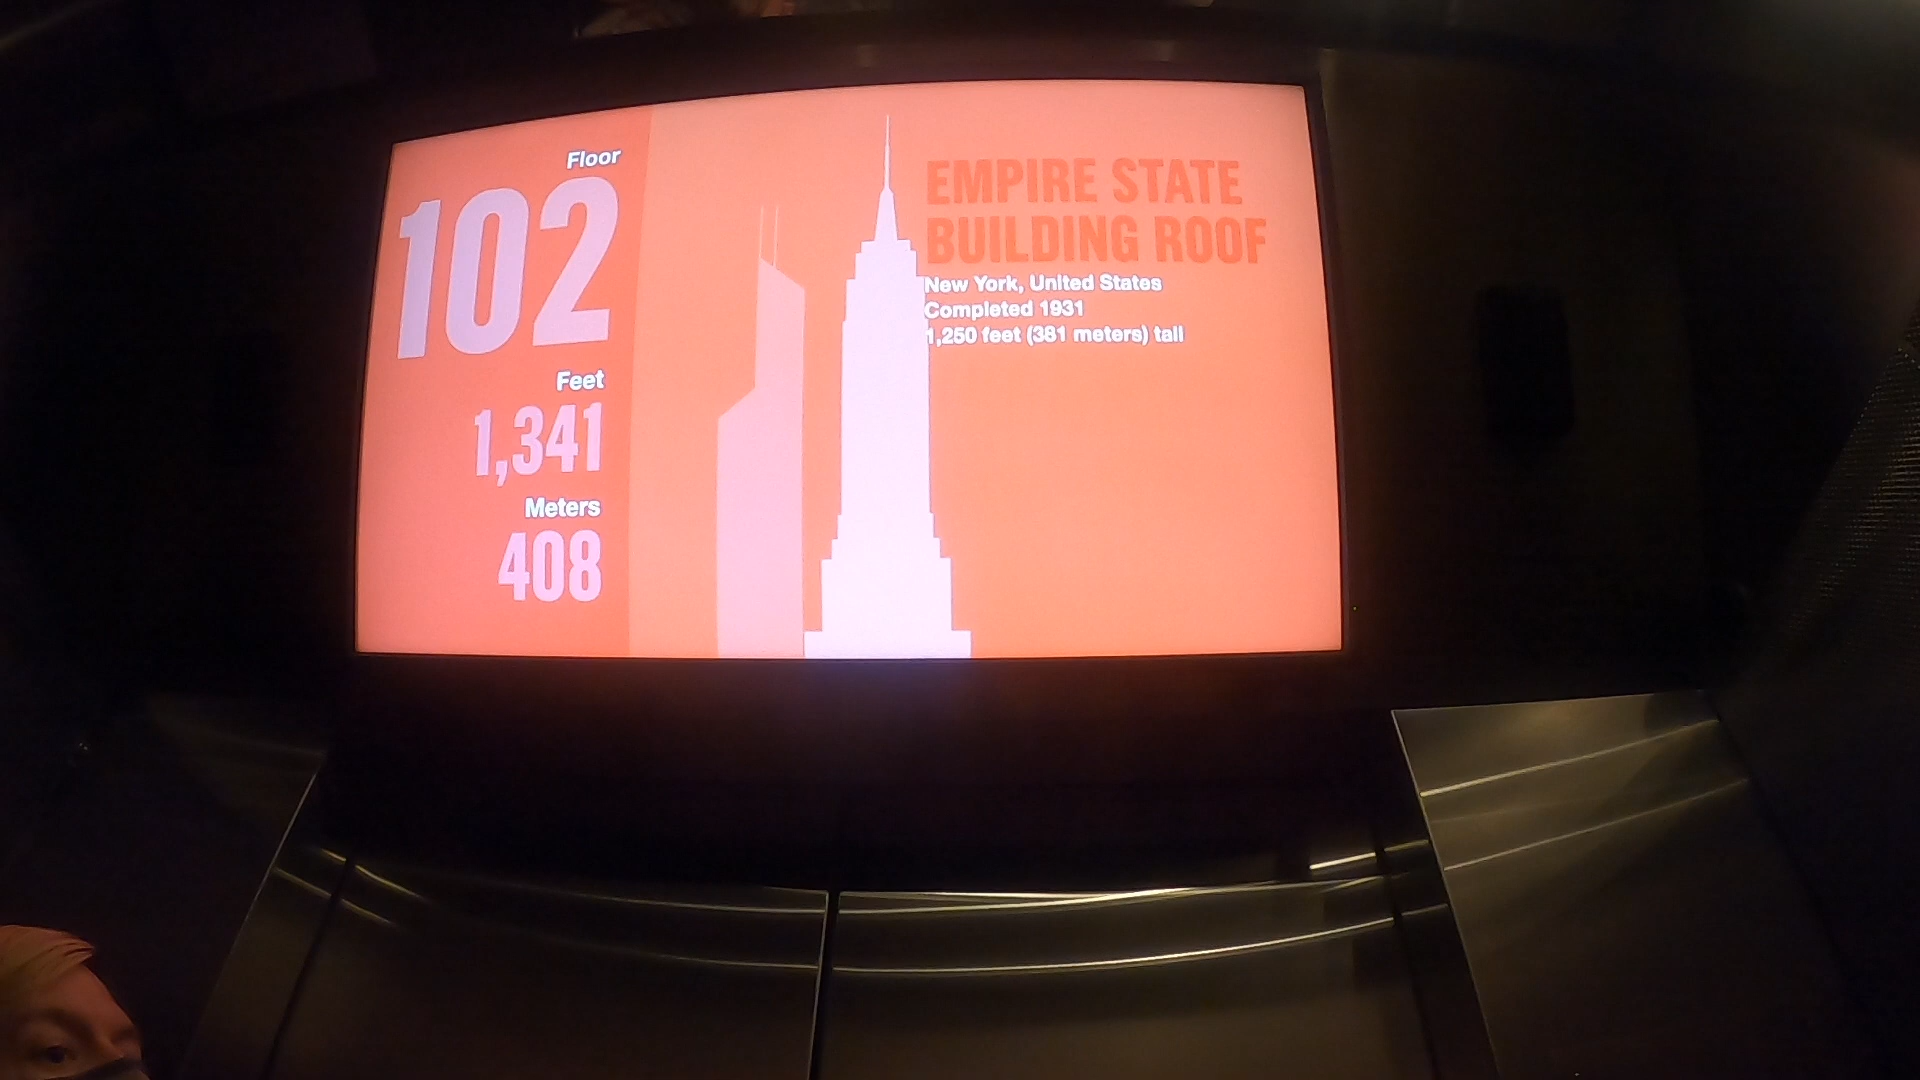 Floor
102
Feet
1,341
Meters
408
EMPIRE STATE
BUILDING ROOF
New York, United States
Completed 1931
1,250 feet (381 meters) tall